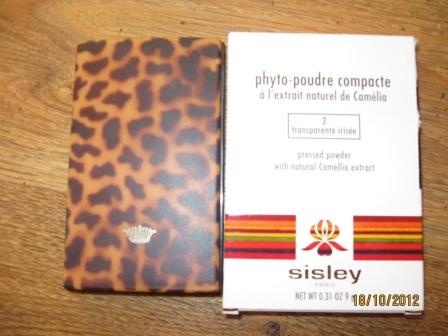 phyto-poudre compacte
à l'extrait naturel de Camélia
2
transparente irisée
pressed powder
with natural Camellia extract
sisley
PARIS
NET WT 0.31 OZ 9
18/10/2012